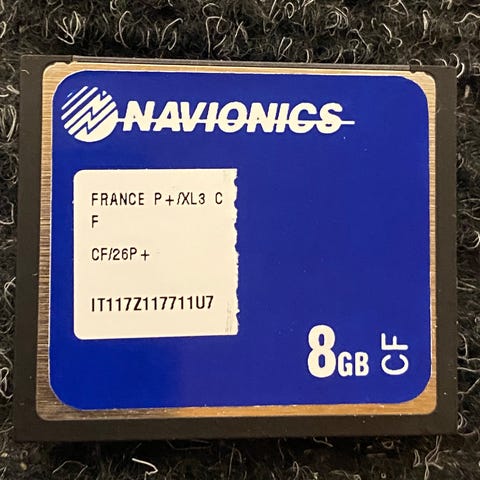 NAVIONICS
FRANCE P+/XL3 C
F
CF/26P+
IT117Z117711U7
8GB CF